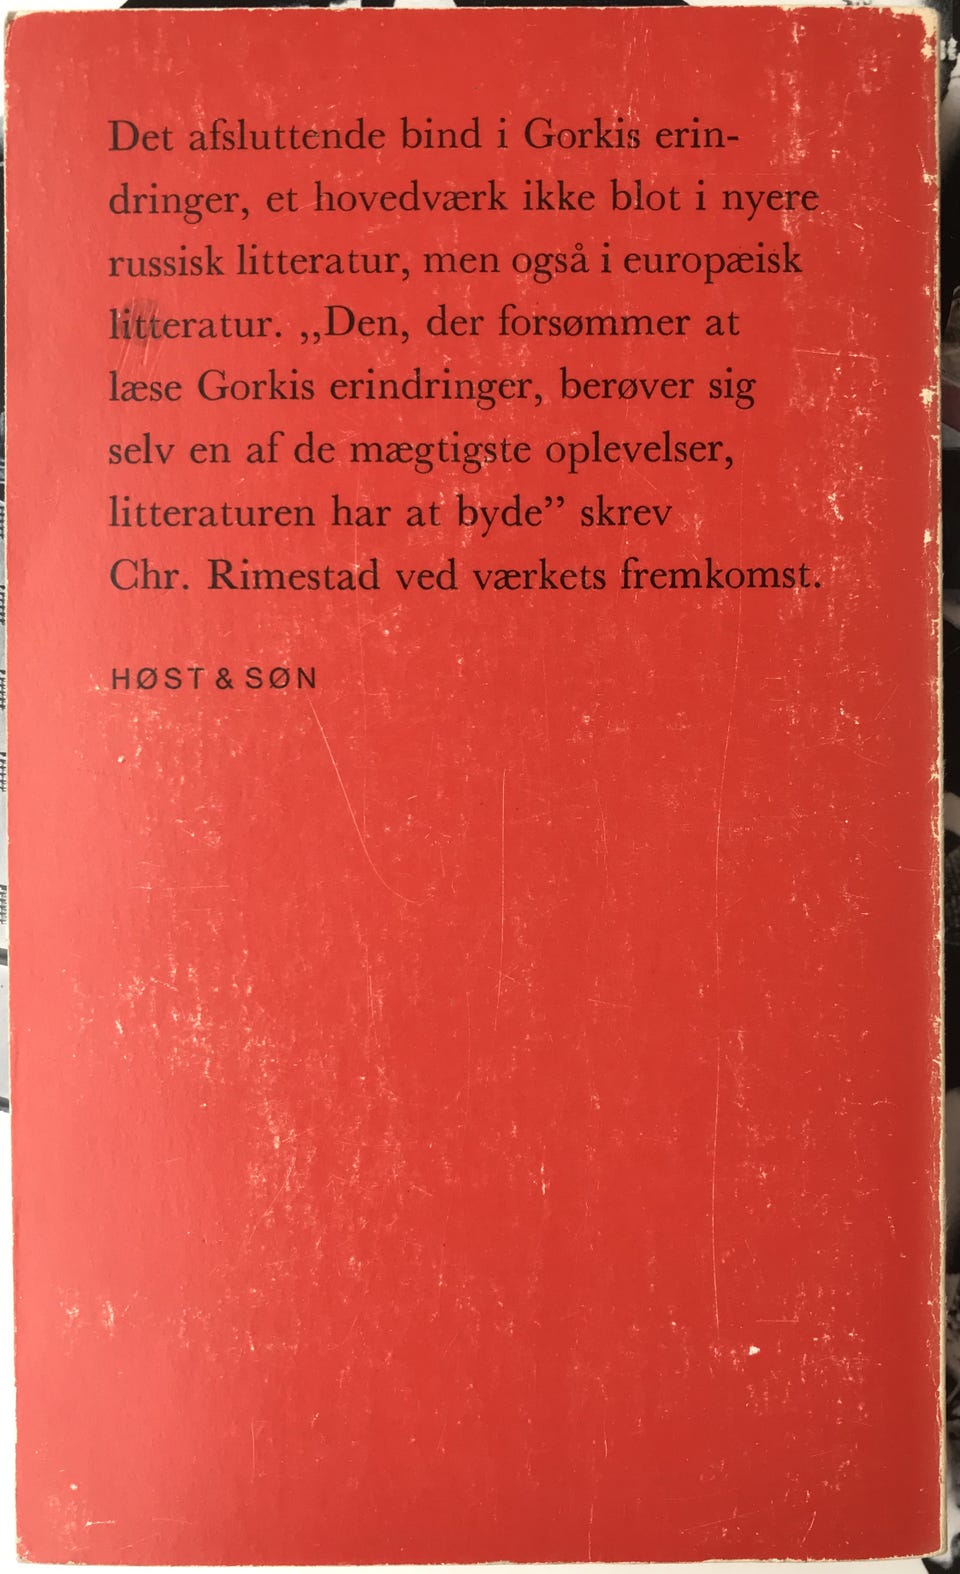 Det afsluttende bind i Gorkis erin-
dringer, et hovedværk ikke blot i nyere
russisk litteratur, men også i europæisk
litteratur. „Den, der forsømmer at
læse Gorkis erindringer, berøver sig
selv en af de mægtigste oplevelser,
litteraturen har at byde” skrev
Chr. Rimestad ved værkets fremkomst.
HØST & SØN